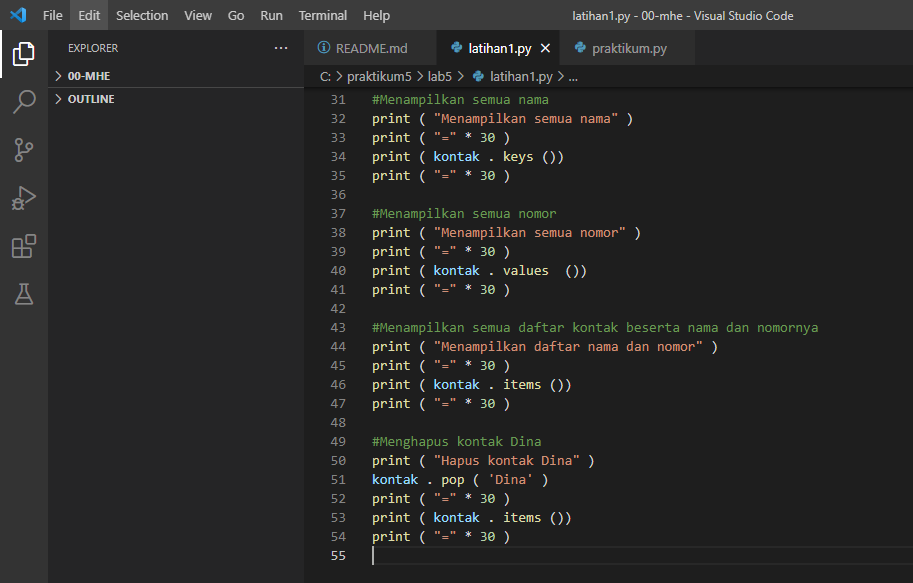 File Edit Selection View Go Run Terminal Help latihan1.py - 00-mhe - Visual Studio Code
EXPLORER ···
README.md latihan1.py praktikum.py
00-MHE
OUTLINE
C: > praktikum5 > lab5 > latihan1.py > ...
31 #Menampilkan semua nama
32 print ( "Menampilkan semua nama" )
33 print ( "=" * 30 )
34 print ( kontak . keys ())
35 print ( "=" * 30 )
36
37 #Menampilkan semua nomor
38 print ( "Menampilkan semua nomor" )
39 print ( "=" * 30 )
40 print ( kontak . values  ())
41 print ( "=" * 30 )
42
43 #Menampilkan semua daftar kontak beserta nama dan nomornya
44 print ( "Menampilkan daftar nama dan nomor" )
45 print ( "=" * 30 )
46 print ( kontak . items ())
47 print ( "=" * 30 )
48
49 #Menghapus kontak Dina
50 print ( "Hapus kontak Dina" )
51 kontak . pop ( 'Dina' )
52 print ( "=" * 30 )
53 print ( kontak . items ())
54 print ( "=" * 30 )
55